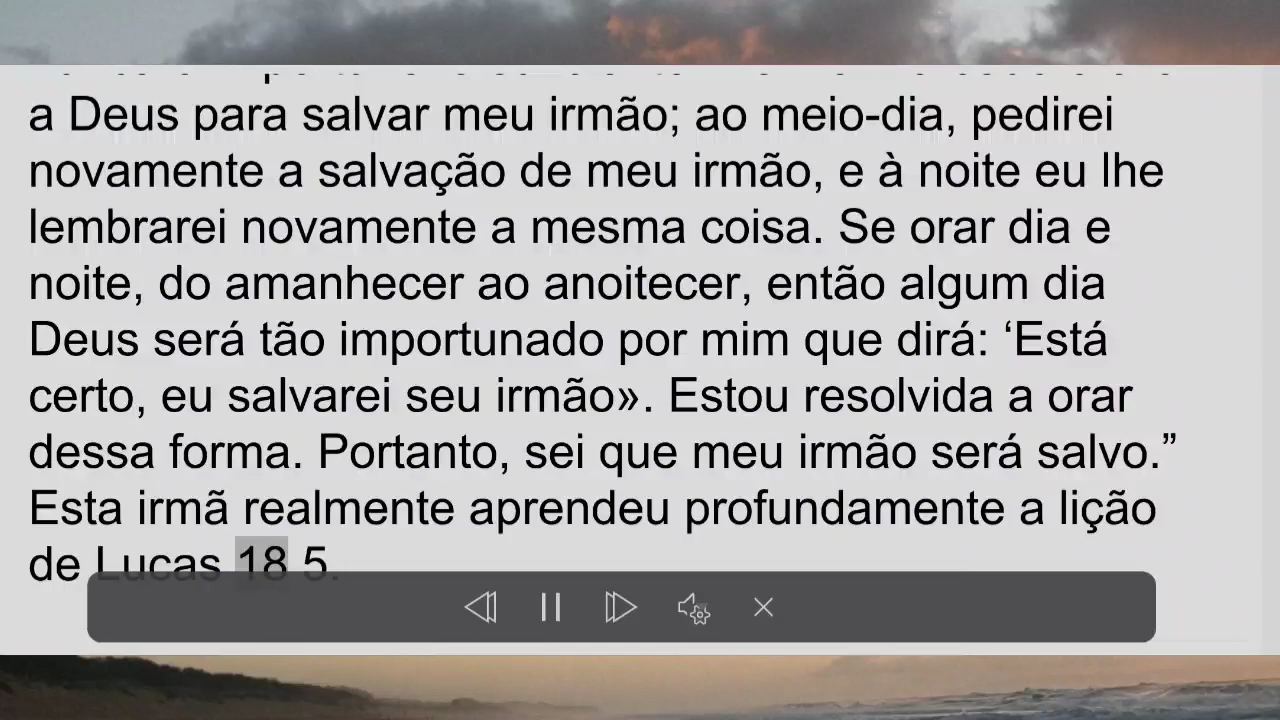 a Deus para salvar meu irmão; ao meio-dia, pedirei
novamente a salvação de meu irmão, e à noite eu lhe
lembrarei novamente a mesma coisa. Se orar dia e
noite, do amanhecer ao anoitecer, então algum dia
Deus será tão importunado por mim que dirá: ‘Está
certo, eu salvarei seu irmão». Estou resolvida a orar
dessa forma. Portanto, sei que meu irmão será salvo.”
Esta irmã realmente aprendeu profundamente a lição
de Lucas 18 5.